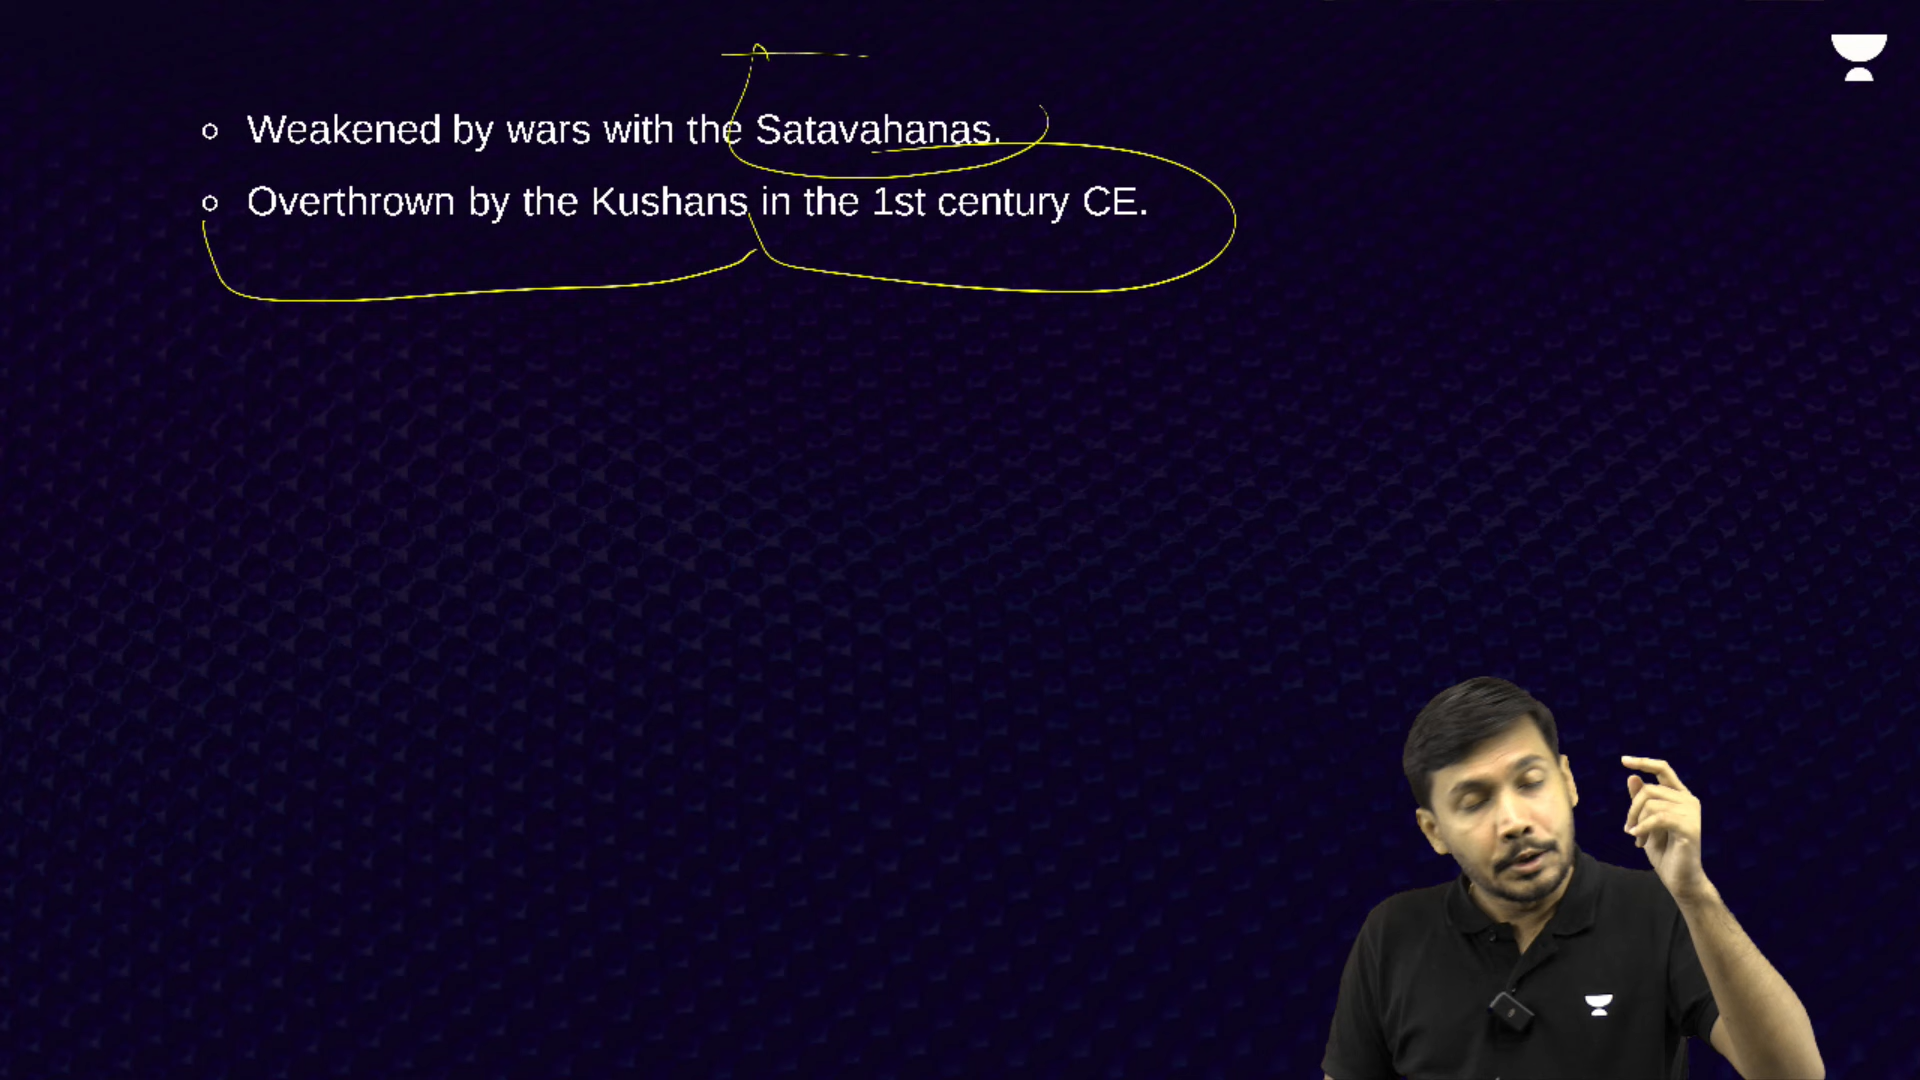 Weakened by wars with the Satavahanas.
Overthrown by the Kushans in the 1st century CE.